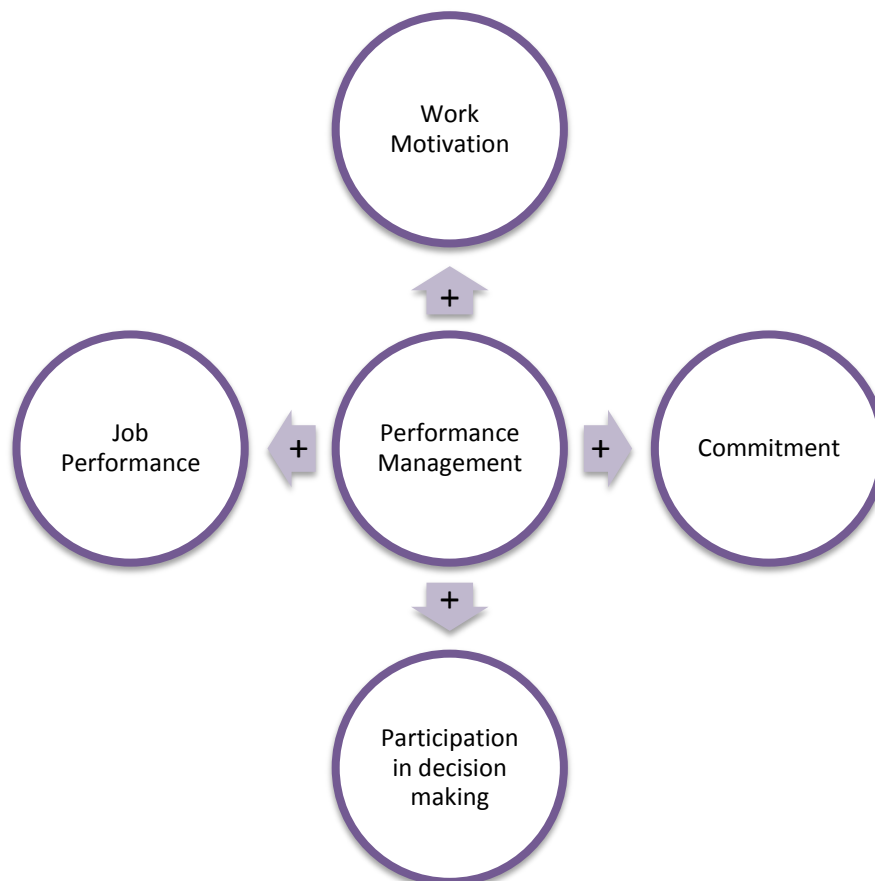 Work
Motivation
+
Job
Performance
+
Performance
Management
+
Commitment
+
Participation
in decision
making